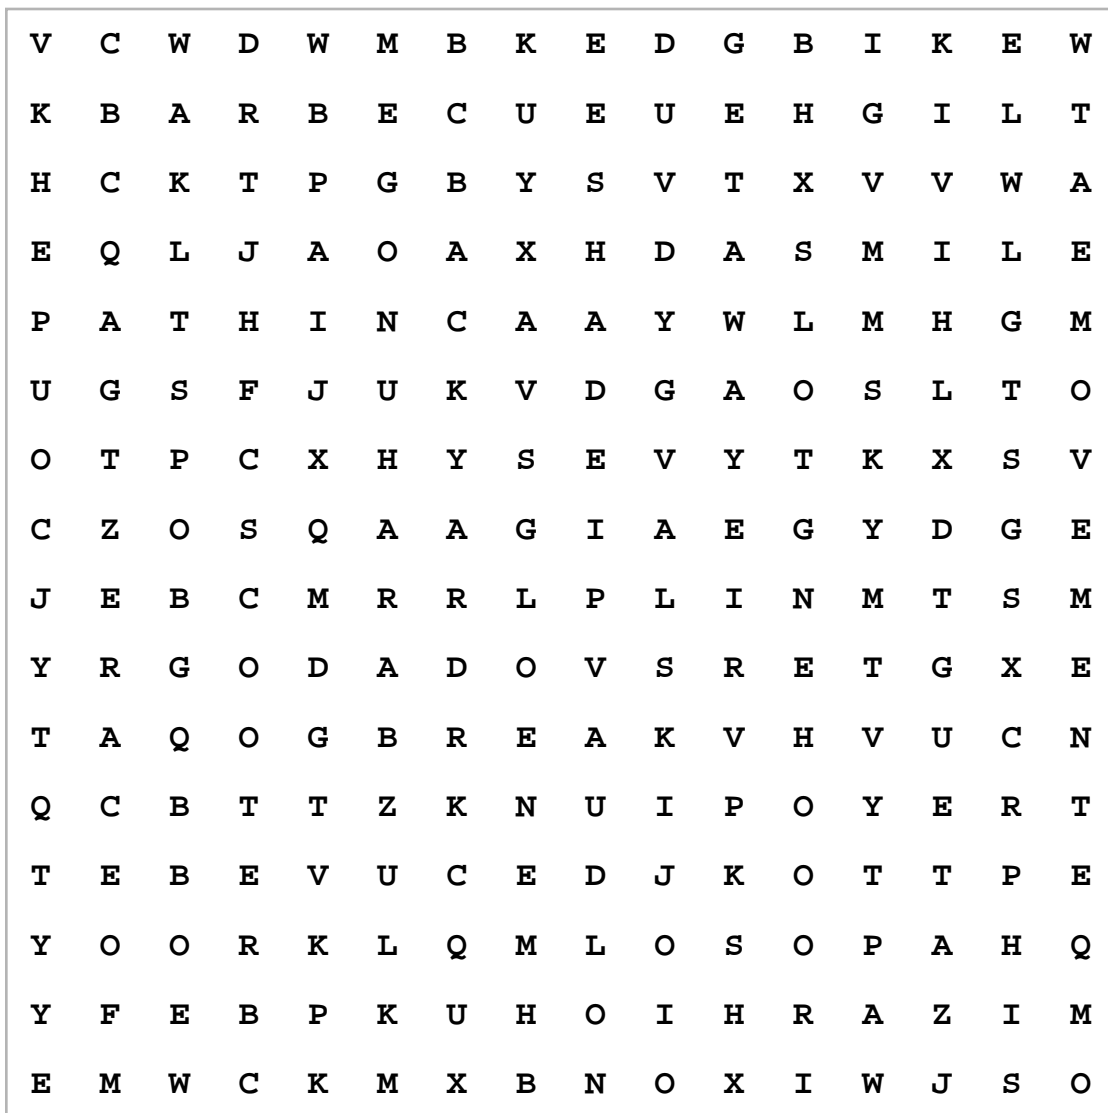 V C W D W M B K E D G B I K E W
K B A R B E C U E U E H G I L T
H C K T P G B Y S V T X V V W A
E Q L J A O A X H D A S M I L E
P A T H I N C A A Y W L M H G M
U G S F J U K V D G A O S L T O
O T P C X H Y S E V Y T K X S V
C Z O S Q A A G I A E G Y D G E
J E B C M R R L P L I N M T S M
Y R G O D A D O V S R E T G X E
T A Q O G B R E A K V H V U C N
Q C B T T Z K N U I P O Y E R T
T E B E V U C E D J K O T T P E
Y O O R K L Q M L O S O P A H Q
Y F E B P K U H O I H R A Z I M
E M W C K M X B N O X I W J S O